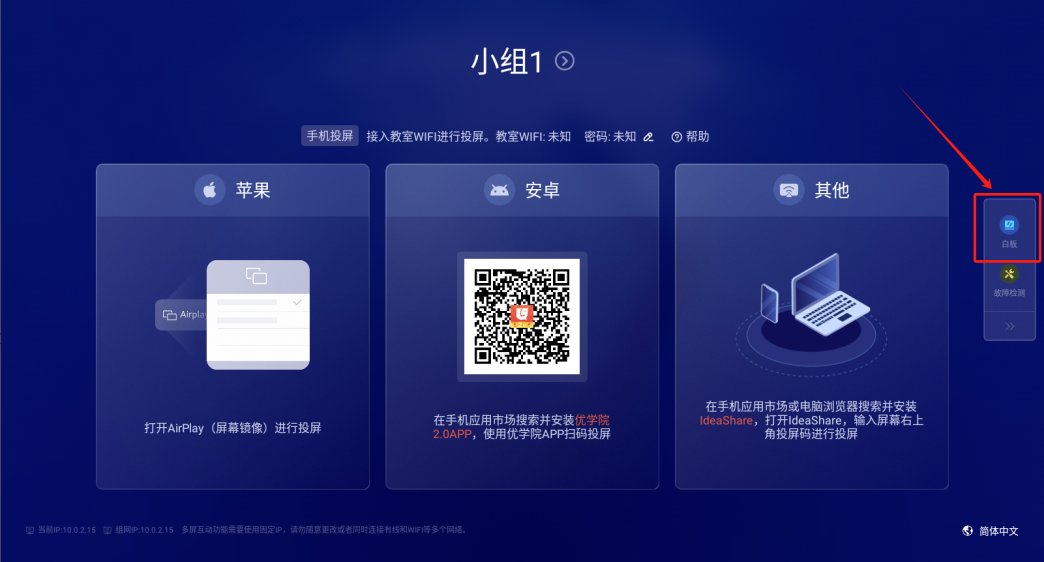 小组1
手机投屏 接入教室WIFI进行投屏。教室WIFI: 未知 密码: 未知 帮助
苹果
安卓
其他
白板
故障检测
Airplay
打开AirPlay（屏幕镜像）进行投屏
在手机应用市场搜索并安装优学院
2.0APP，使用优学院APP扫码投屏
在手机应用市场或电脑浏览器搜索并安装
IdeaShare，打开IdeaShare，输入屏幕右上
角投屏码进行投屏
当前IP:10.0.2.15 组网IP:10.0.2.15 多屏互动功能需要使用固定IP，请勿随意更改或者同时连接有线和WIFI等多个网络。
简体中文